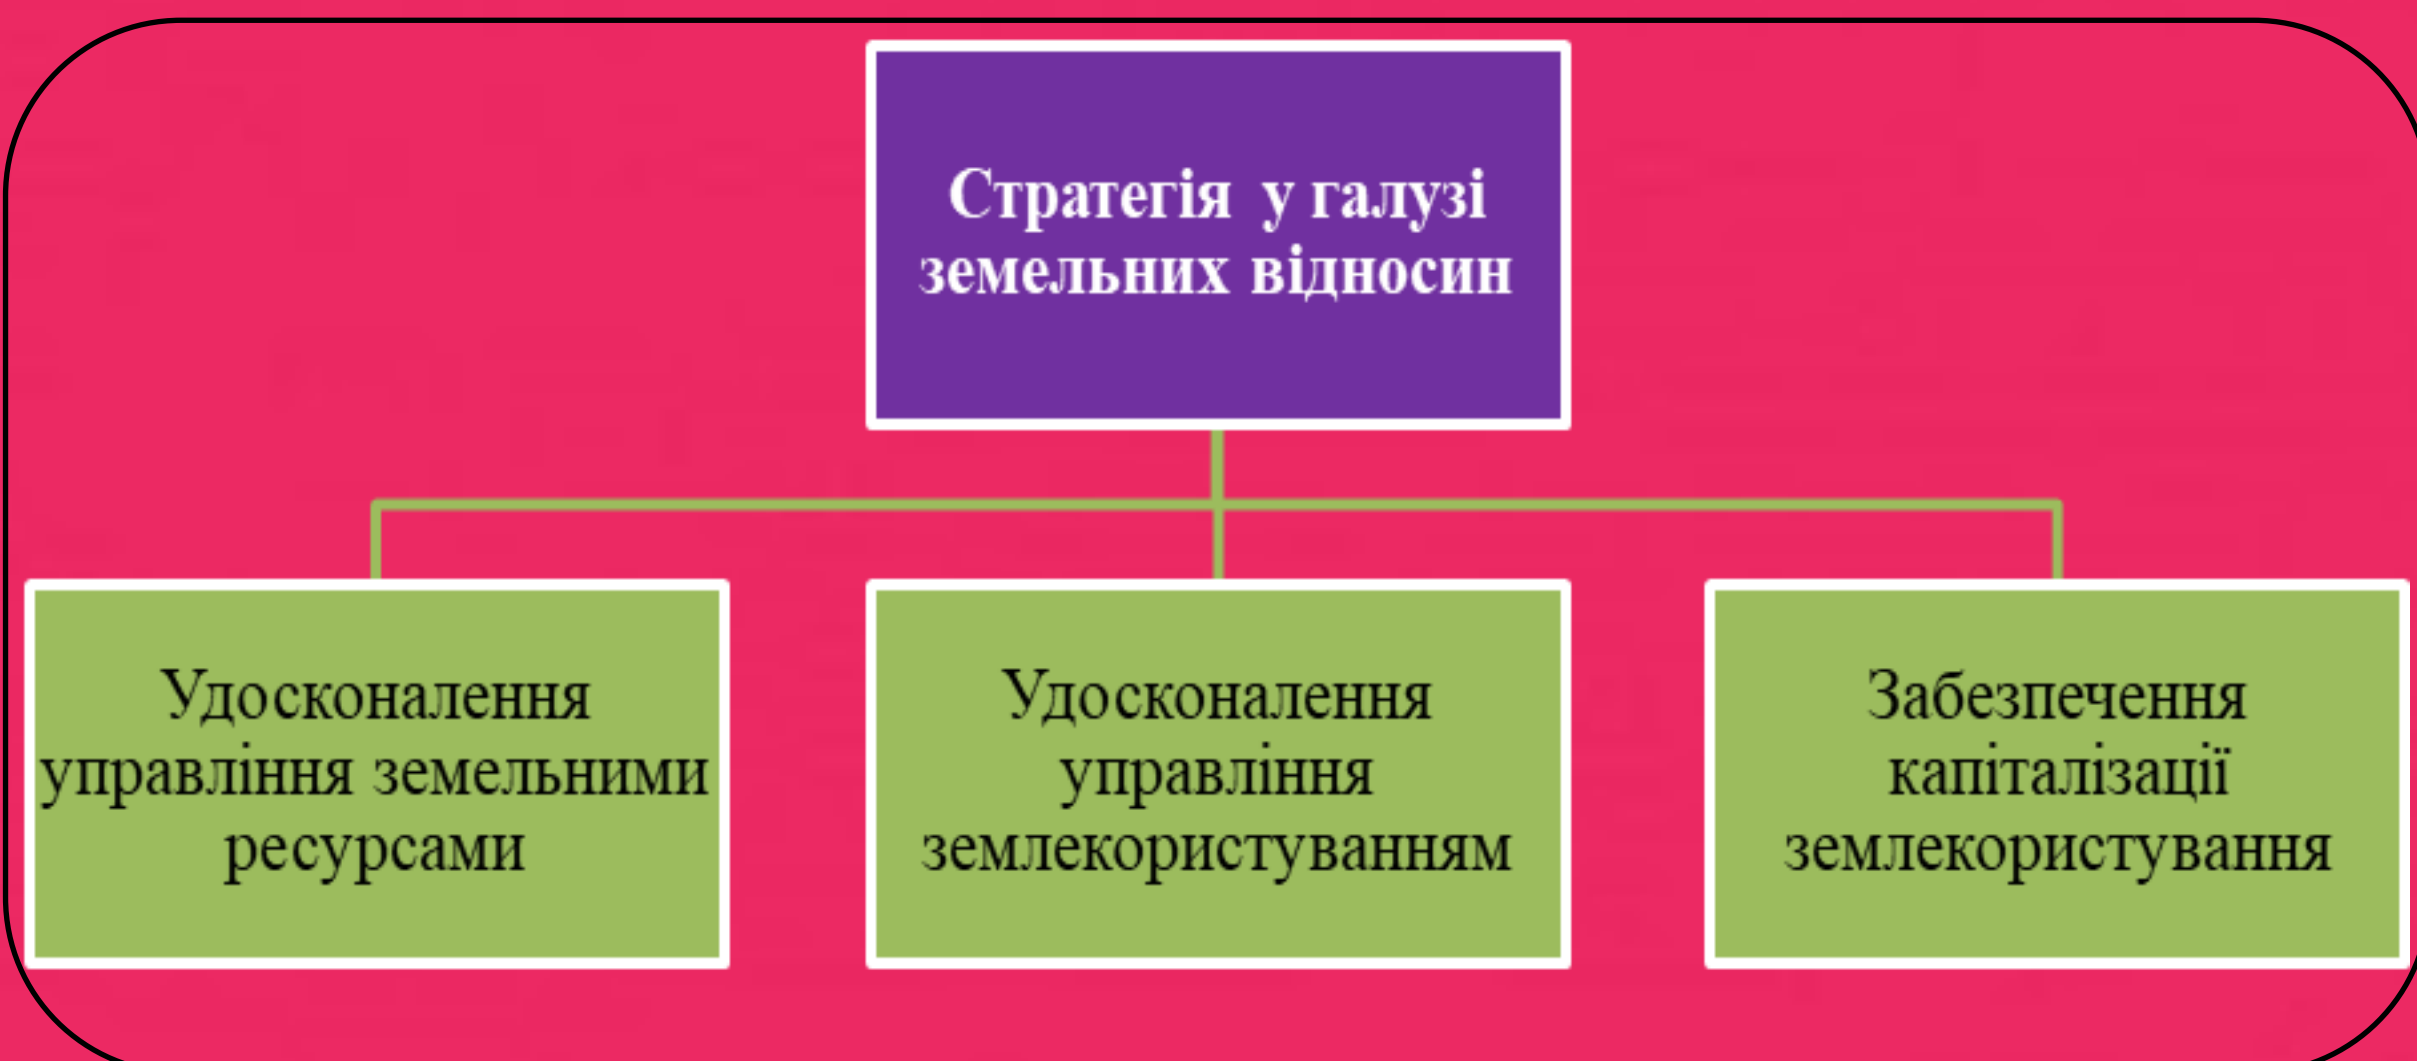 Стратегія у галузі
земельних відносин
Удосконалення
управління земельними
ресурсами
Удосконалення
управління
землекористуванням
Забезпечення
капіталізації
землекористування